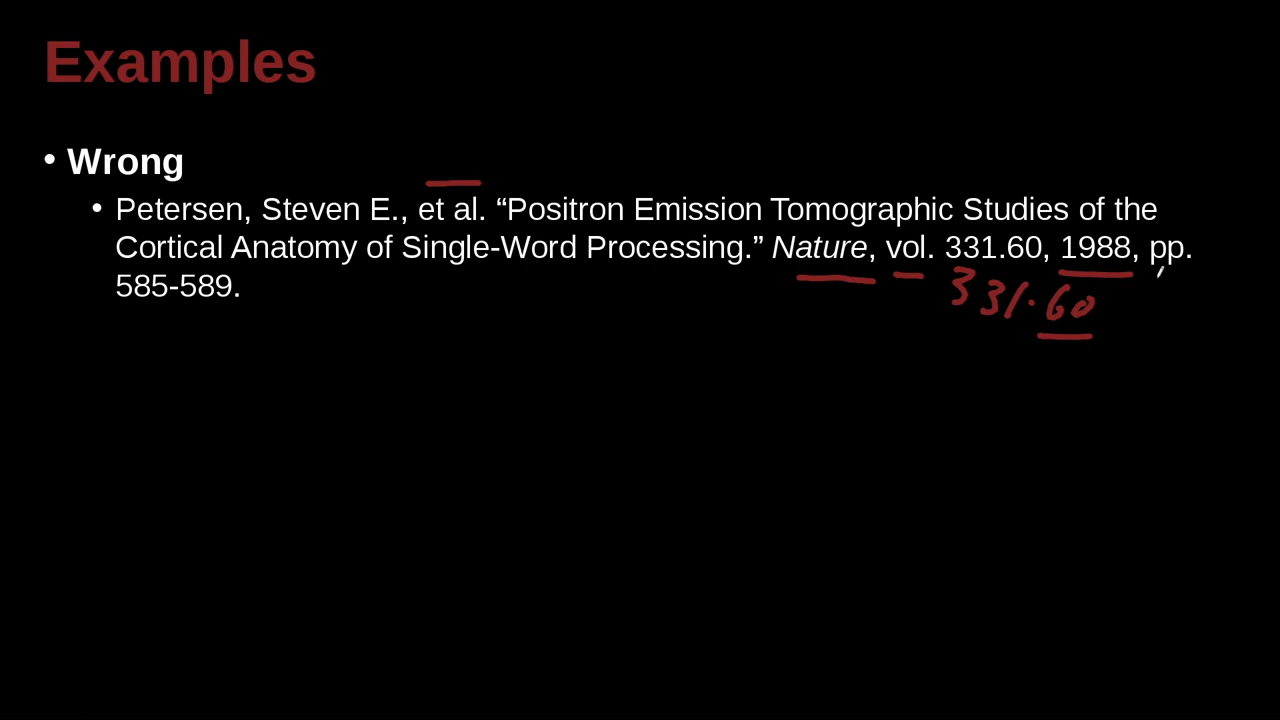 Examples
• Wrong
• Petersen, Steven E., et al. “Positron Emission Tomographic Studies of the
Cortical Anatomy of Single-Word Processing.” Nature, vol. 331.60, 1988, pp.
585-589.
331.60